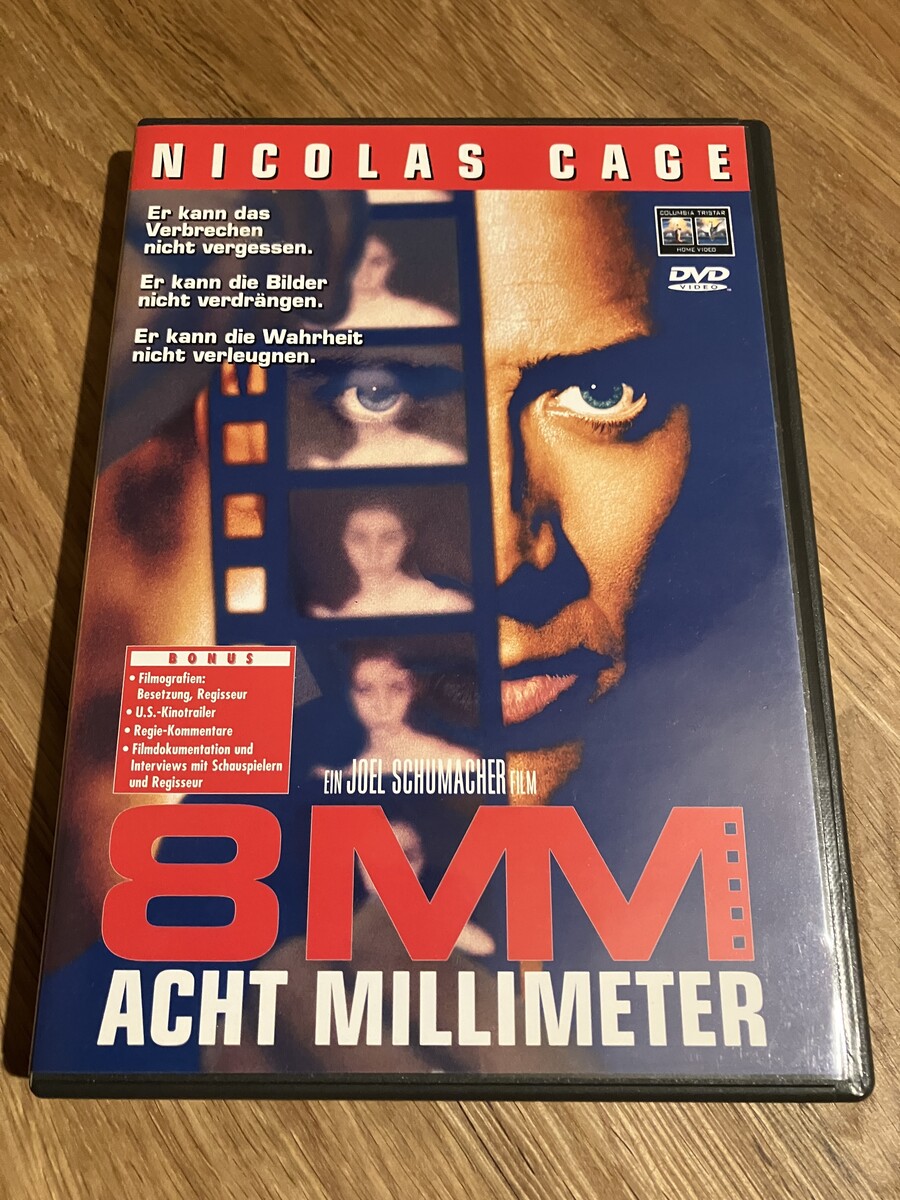 NICOLAS CAGE
Er kann das
Verbrechen
nicht vergessen.
Er kann die Bilder
nicht verdrängen.
Er kann die Wahrheit
nicht verleugnen.
COLUMBIA TRISTAR
HOME VIDEO
DVD
VIDEO
BONUS
• Filmografien:
Besetzung, Regisseur
• U.S.-Kinotrailer
• Regie-Kommentare
• Filmdokumentation und
Interviews mit Schauspielern
und Regisseur
EIN JOEL SCHUMACHER FILM
8MM
ACHT MILLIMETER